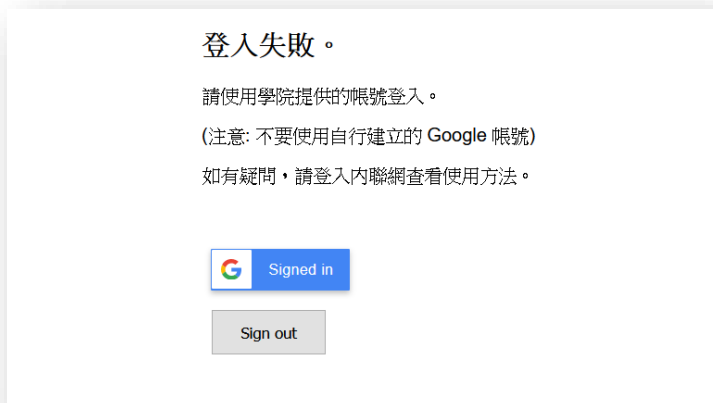 登入失敗。
請使用學院提供的帳號登入。
(注意: 不要使用自行建立的 Google 帳號)
如有疑問，請登入內聯網查看使用方法。
Signed in
Sign out